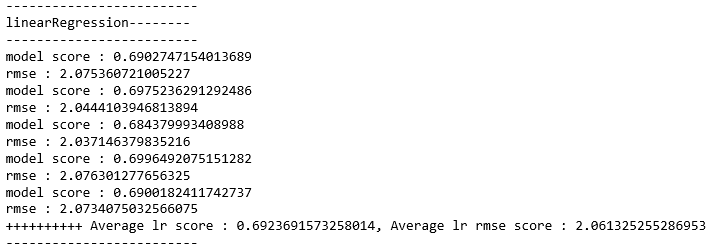 -------------------------
linearRegression--------
-------------------------
model score : 0.6902747154013689
rmse : 2.075360721005227
model score : 0.6975236291292486
rmse : 2.0444103946813894
model score : 0.684379993408988
rmse : 2.037146379835216
model score : 0.6996492075151282
rmse : 2.076301277656325
model score : 0.6900182411742737
rmse : 2.0734075032566075
++++++++++ Average lr score : 0.6923691573258014, Average lr rmse score : 2.061325255286953
-------------------------